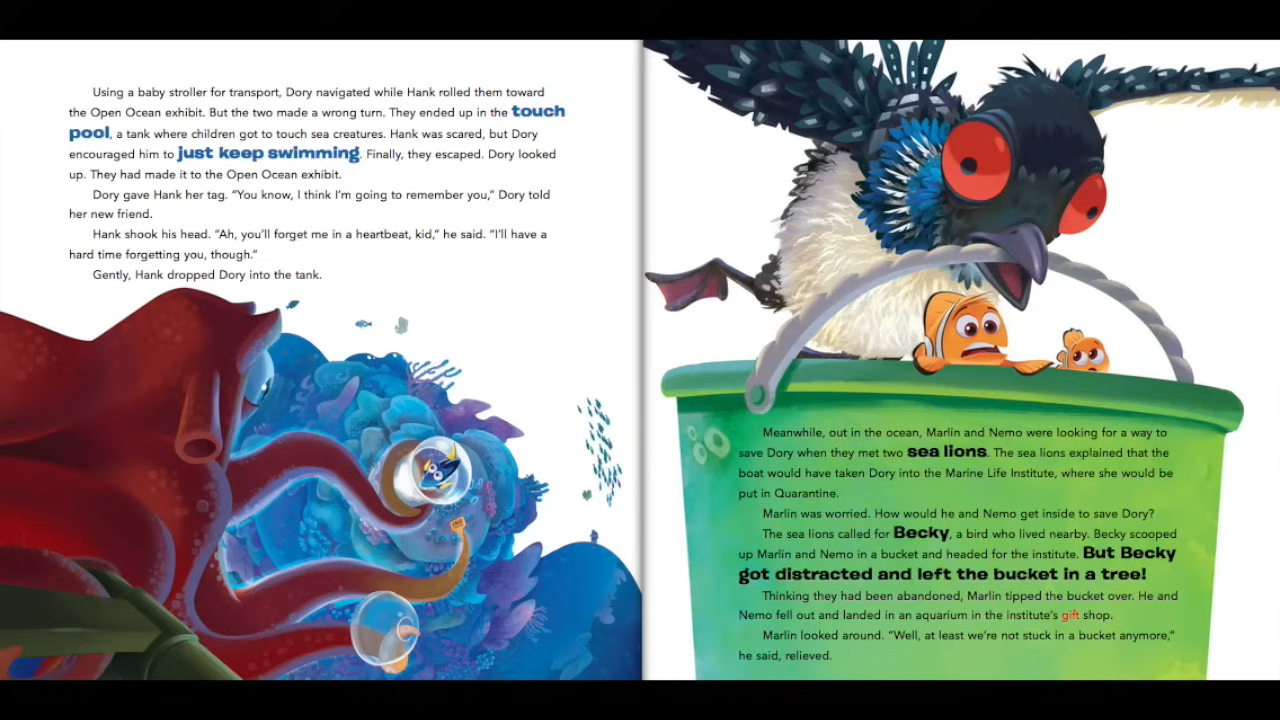 Using a baby stroller for transport, Dory navigated while Hank rolled them toward
the Open Ocean exhibit. But the two made a wrong turn. They ended up in the touch
pool, a tank where children got to touch sea creatures. Hank was scared, but Dory
encouraged him to just keep swimming. Finally, they escaped. Dory looked
up. They had made it to the Open Ocean exhibit.
Dory gave Hank her tag. “You know, I think I’m going to remember you,” Dory told
her new friend.
Hank shook his head. “Ah, you’ll forget me in a heartbeat, kid,” he said. “I’ll have a
hard time forgetting you, though.”
Gently, Hank dropped Dory into the tank.
Meanwhile, out in the ocean, Marlin and Nemo were looking for a way to
save Dory when they met two sea lions. The sea lions explained that the
boat would have taken Dory into the Marine Life Institute, where she would be
put in Quarantine.
Marlin was worried. How would he and Nemo get inside to save Dory?
The sea lions called for Becky, a bird who lived nearby. Becky scooped
up Marlin and Nemo in a bucket and headed for the institute. But Becky
got distracted and left the bucket in a tree!
Thinking they had been abandoned, Marlin tipped the bucket over. He and
Nemo fell out and landed in an aquarium in the institute’s gift shop.
Marlin looked around. “Well, at least we’re not stuck in a bucket anymore,”
he said, relieved.